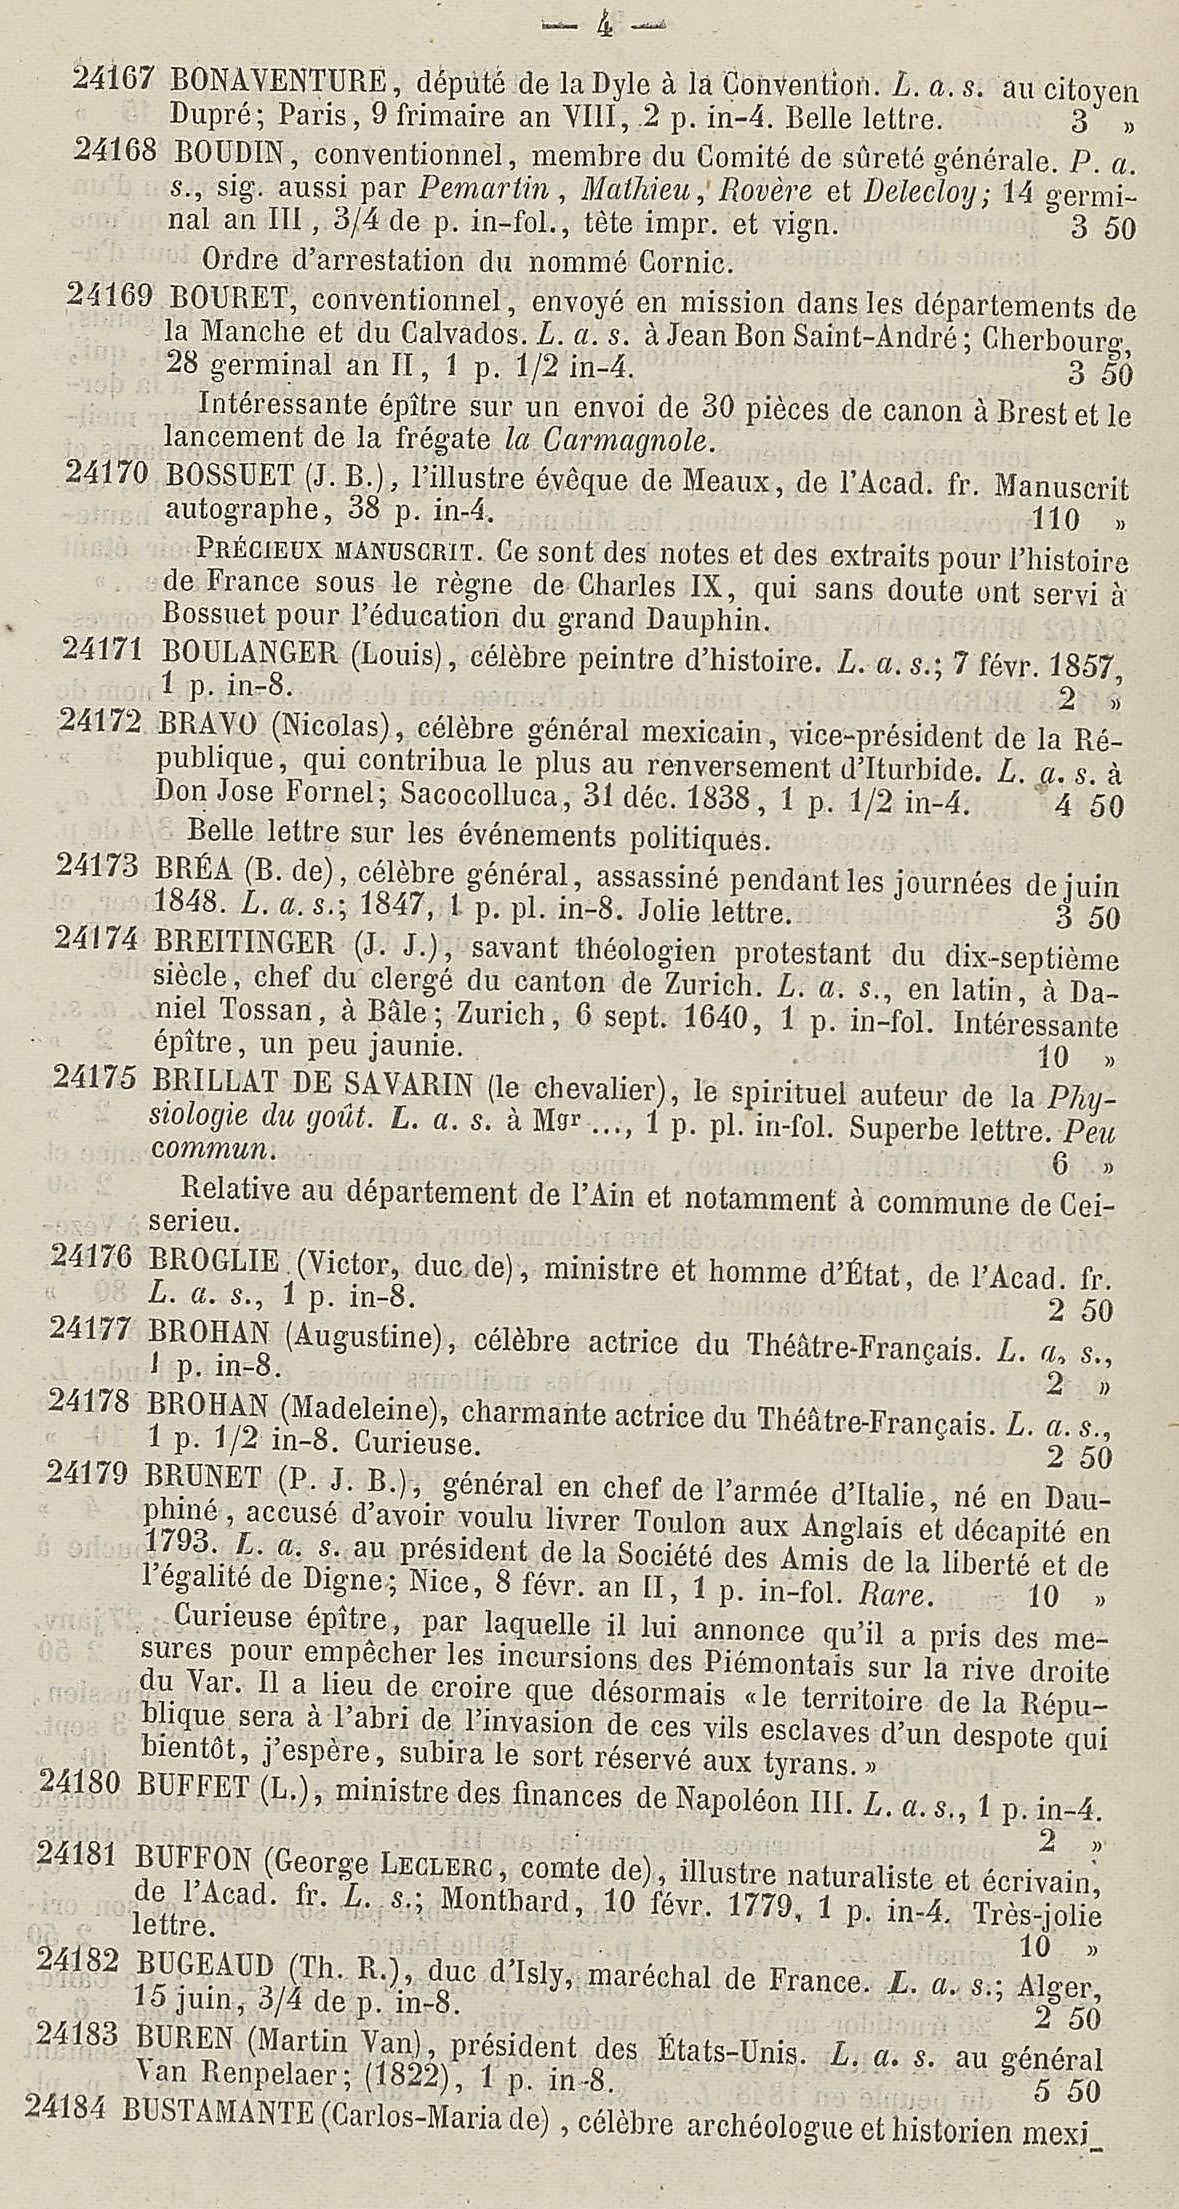 — 4 —
24167 BONAVENTURE, député de la Dyle à la Convention. L. a. s. au citoyen
Dupré; Paris, 9 frimaire an VIII, 2 p. in-4. Belle lettre. 3 »
24168 BOUDIN, conventionnel, membre du Comité de sûreté générale. P. a.
s., sig. aussi par Pemartin, Mathieu, Rovère et Delecloy; 14 germi-
nal an III, 3/4 de p. in-fol., tète impr. et vign. 3 50
Ordre d'arrestation du nommé Cornic.
24169 BOURET, conventionnel, envoyé en mission dans les départements de
la Manche et du Calvados. L. a. s. à Jean Bon Saint-André; Cherbourg,
28 germinal an II, 1 p. 1/2 in-4. 3 50
Intéressante épître sur un envoi de 30 pièces de canon à Brest et le
lancement de la frégate la Carmagnole.
24170 BOSSUET (J. B.), l'illustre évêque de Meaux, de l'Acad. fr. Manuscrit
autographe, 38 p. in-4. 110 »
PRÉCIEUX MANUSCRIT. Ce sont des notes et des extraits pour l'histoire
de France sous le règne de Charles IX, qui sans doute ont servi à
Bossuet pour l'éducation du grand Dauphin.
24171 BOULANGER (Louis), célèbre peintre d'histoire. L. a. s.; 7 févr. 1857,
1 p. in-8. 2 »
24172 BRAVO (Nicolas), célèbre général mexicain, vice-président de la Ré-
publique, qui contribua le plus au renversement d'Iturbide. L. a. s. à
Don Jose Fornel; Sacocolluca, 31 déc. 1838, 1 p. 1/2 in-4. 4 50
Belle lettre sur les événements politiques.
24173 BRÉA (B. de), célèbre général, assassiné pendant les journées de juin
1848. L. a. s.; 1847, 1 p. pl. in-8. Jolie lettre. 3 50
24174 BREITINGER (J. J.), savant théologien protestant du dix-septième
siècle, chef du clergé du canton de Zurich. L. a. s., en latin, à Da-
niel Tossan, à Bâle; Zurich, 6 sept. 1640, 1 p. in-fol. Intéressante
épître, un peu jaunie. 10 »
24175 BRILLAT DE SAVARIN (le chevalier), le spirituel auteur de la Phy-
siologie du goût. L. a. s. à Mgr ..., 1 p. pl. in-fol. Superbe lettre. Peu
commun. 6 »
Relative au département de l'Ain et notamment à commune de Cei-
serieu.
24176 BROGLIE (Victor, duc de), ministre et homme d'État, de l'Acad. fr.
L. a. s., 1 p. in-8. 2 50
24177 BROHAN (Augustine), célèbre actrice du Théâtre-Français. L. a. s.,
1 p. in-8. 2 »
24178 BROHAN (Madeleine), charmante actrice du Théâtre-Français. L. a. s.,
1 p. 1/2 in-8. Curieuse. 2 50
24179 BRUNET (P. J. B.), général en chef de l'armée d'Italie, né en Dau-
phiné, accusé d'avoir voulu livrer Toulon aux Anglais et décapité en
1793. L. a. s. au président de la Société des Amis de la liberté et de
l'égalité de Digne; Nice, 8 févr. an II, 1 p. in-fol. Rare. 10 »
Curieuse épître, par laquelle il lui annonce qu'il a pris des me-
sures pour empêcher les incursions des Piémontais sur la rive droite
du Var. Il a lieu de croire que désormais « le territoire de la Répu-
blique sera à l'abri de l'invasion de ces vils esclaves d'un despote qui
bientôt, j'espère, subira le sort réservé aux tyrans. »
24180 BUFFET (L.), ministre des finances de Napoléon III. L. a. s., 1 p. in-4.
2 »
24181 BUFFON (George LECLERC, comte de), illustre naturaliste et écrivain,
de l'Acad. fr. L. s.; Montbard, 10 févr. 1779, 1 p. in-4. Très-jolie
lettre. 10 »
24182 BUGEAUD (Th. R.), duc d'Isly, maréchal de France. L. a. s.; Alger,
15 juin, 3/4 de p. in-8. 2 50
24183 BUREN (Martin Van), président des États-Unis. L. a. s. au général
Van Renpelaer; (1822), 1 p. in-8. 5 50
24184 BUSTAMANTE (Carlos-Maria de), célèbre archéologue et historien mexi_